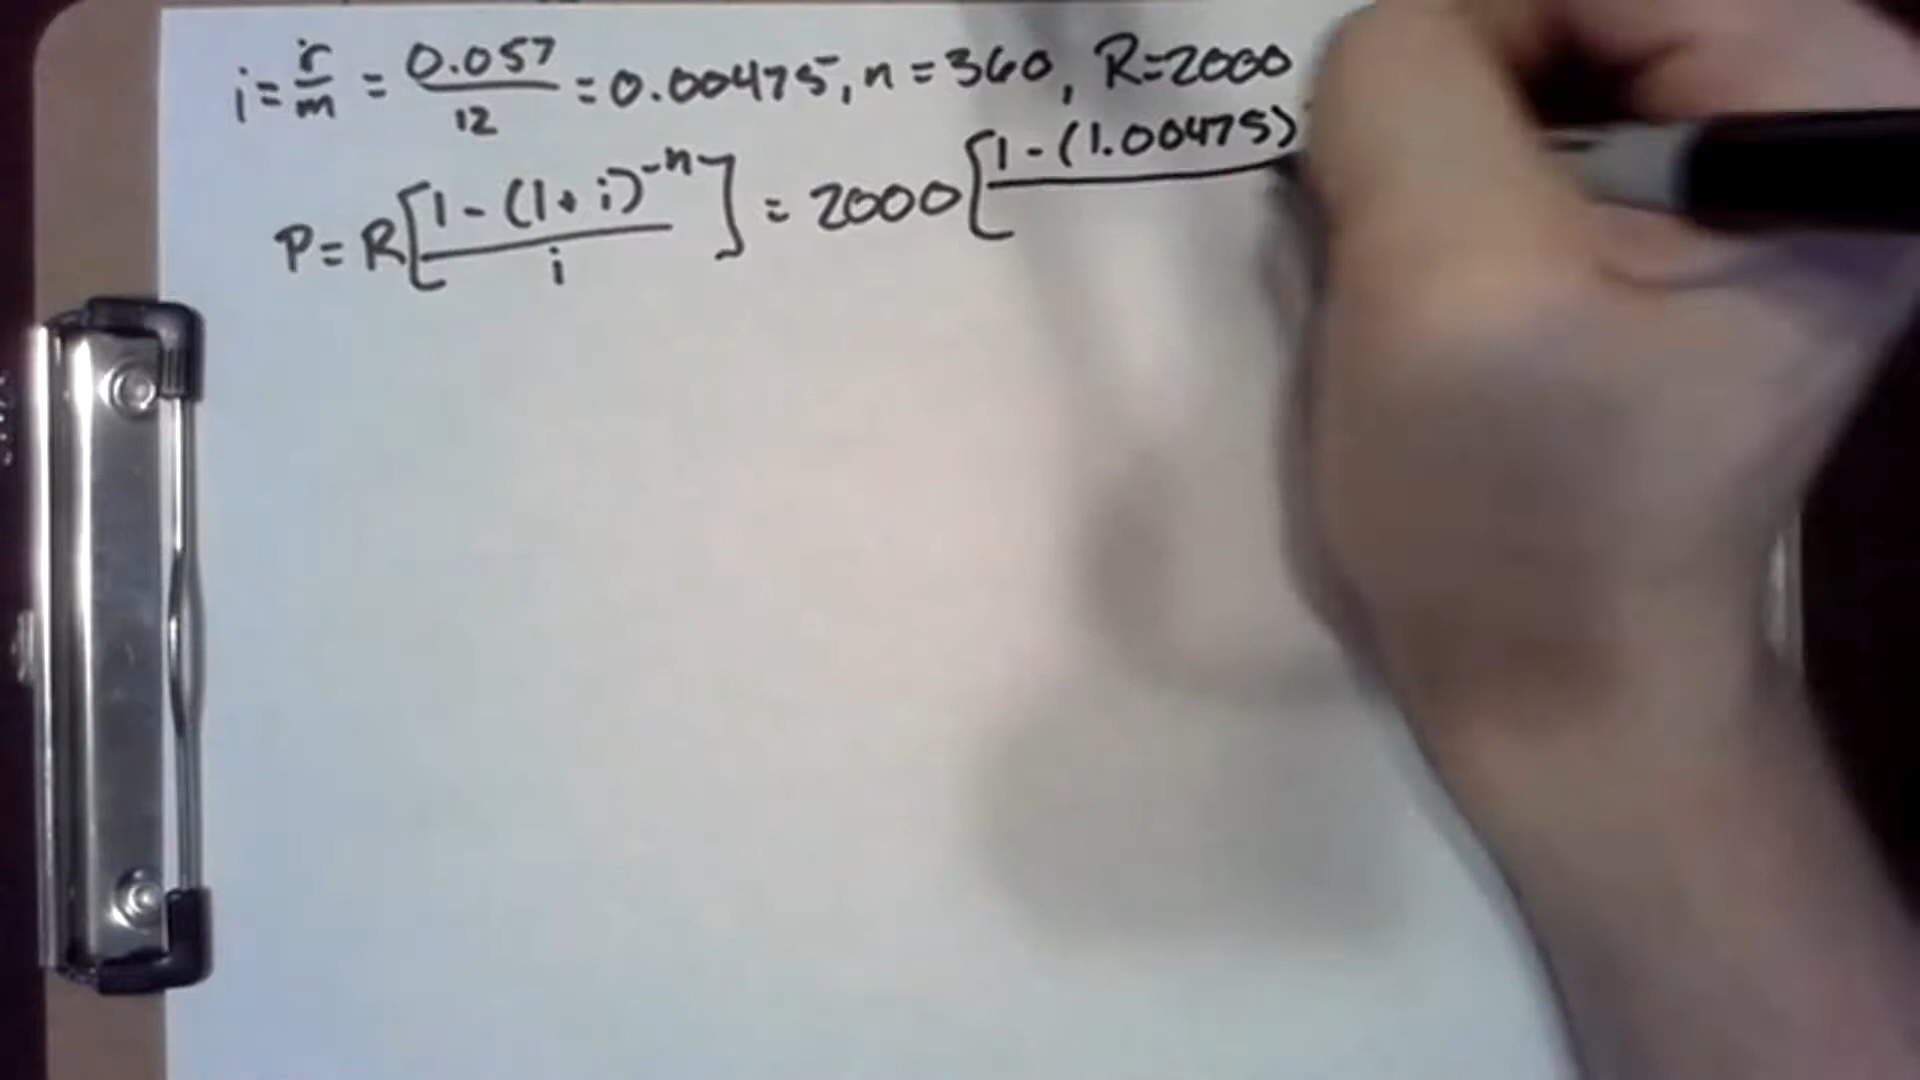 i = r/m = 0.057/12 = 0.00475, n = 360, R=2000
P = R[1 - (1 + i)^-n / i] = 2000[1 - (1.00475)